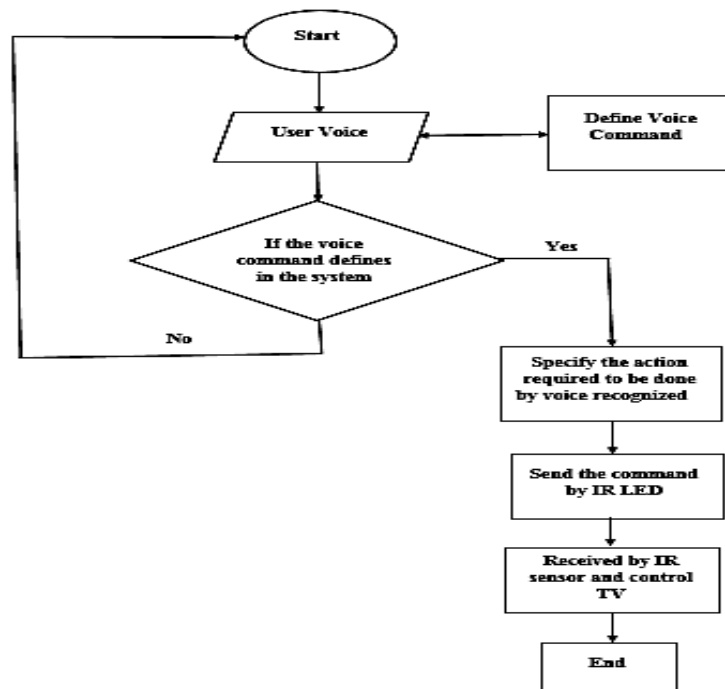 Start
User Voice
Define Voice
Command
If the voice
command defines
in the system
Yes
No
Specify the action
required to be done
by voice recognized
Send the command
by IR LED
Received by IR
sensor and control
TV
End